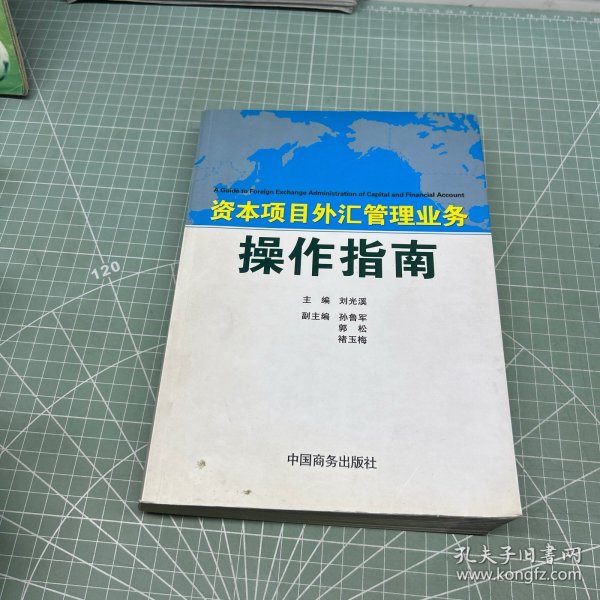 A Guide to Foreign Exchange Administration of Capital and Financial Account
资本项目外汇管理业务
操作指南
主 编 刘光溪
副主编 孙鲁军
郭 松
褚玉梅
中国商务出版社
120
孔夫子旧书网
www.kongfz.com